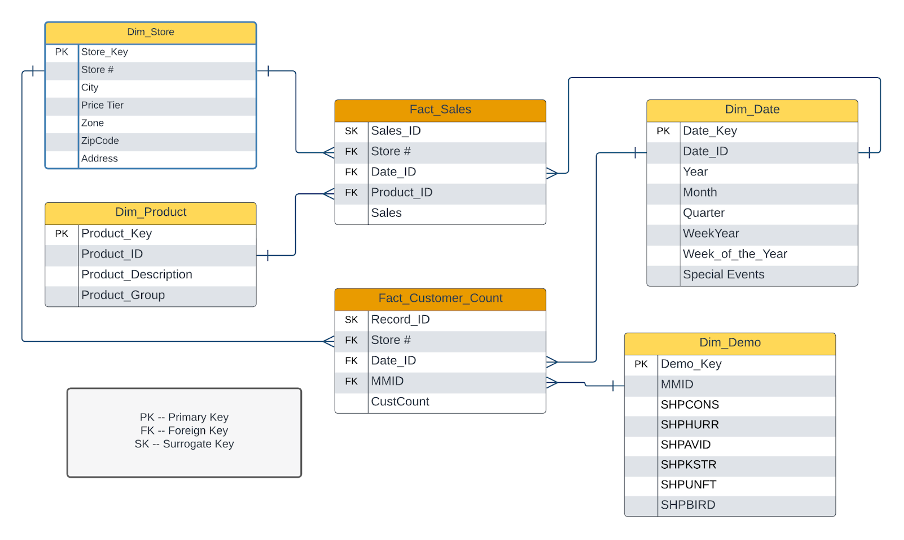 Dim_Store
PK Store_Key
Store #
City
Price Tier
Zone
ZipCode
Address
Dim_Product
PK Product_Key
Product_ID
Product_Description
Product_Group
Fact_Sales
SK Sales_ID
FK Store #
FK Date_ID
FK Product_ID
Sales
Fact_Customer_Count
SK Record_ID
FK Store #
FK Date_ID
FK MMID
CustCount
Dim_Date
PK Date_Key
Date_ID
Year
Month
Quarter
WeekYear
Week_of_the_Year
Special Events
Dim_Demo
PK Demo_Key
MMID
SHPCONS
SHPHURR
SHPAVID
SHPKSTR
SHPUNFT
SHPBIRD
PK -- Primary Key
FK -- Foreign Key
SK -- Surrogate Key